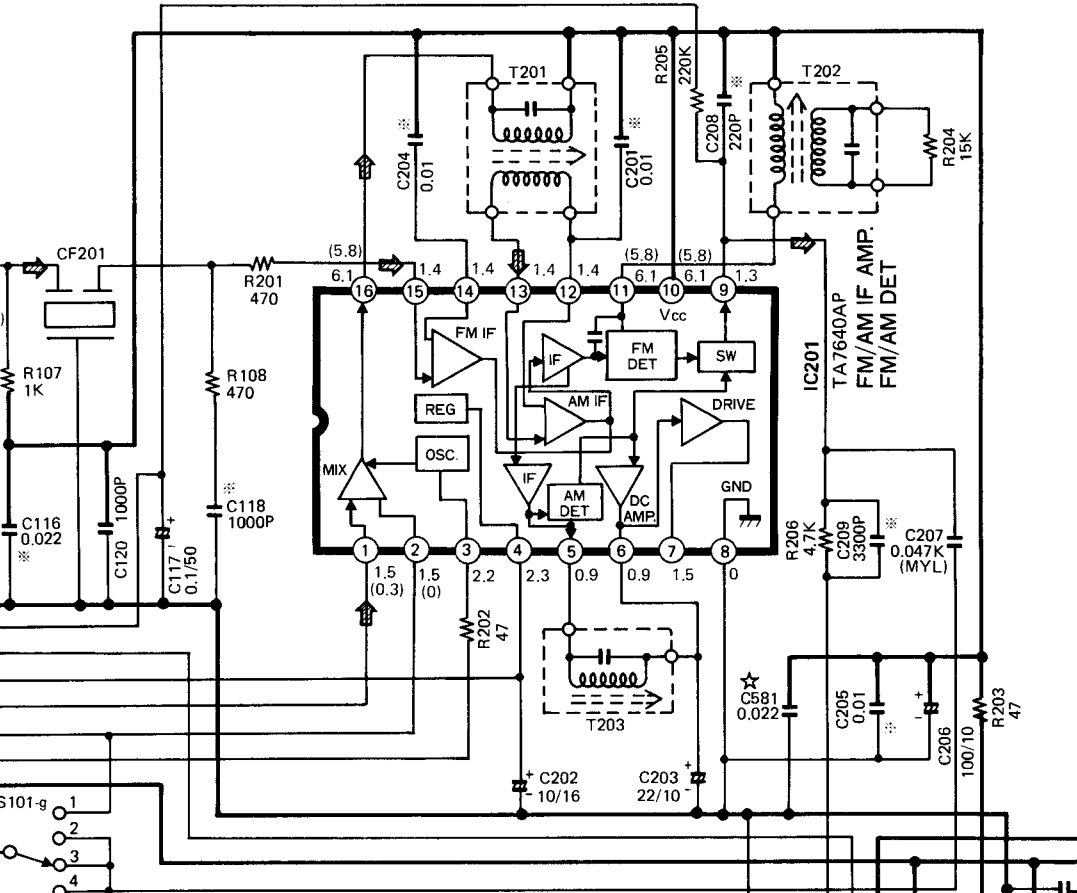 T201
T202
R205
220K
※
C208
220P
※
C204
0.01
※
C201
0.01
R204
15K
CF201
R201
470
(5.8)
6.1
1.4
1.4
1.4
1.4
(5.8)
6.1
(5.8)
6.1
1.3
16
15
14
13
12
11
10
9
Vcc
FM IF
IF
FM
DET
SW
REG
AM IF
DRIVE
OSC.
MIX
IF
AM
DET
DC
AMP.
GND
IC201
TA7640AP
FM/AM IF AMP.
FM/AM DET
)
R107
1K
R108
470
※
C118
1000P
C116
0.022
※
C120
1000P
+
C117
0.1/50
1
2
3
4
5
6
7
8
1.5
(0.3)
1.5
(0)
2.2
2.3
0.9
0.9
1.5
0
R206
4.7K
C209
3300P
※
C207
0.047K
(MYL)
R202
47
T203
☆
C581
0.022
C205
0.01
※
+
-
C206
100/10
R203
47
+
-
C202
10/16
C203
22/10
+
-
S101-g
1
2
3
4